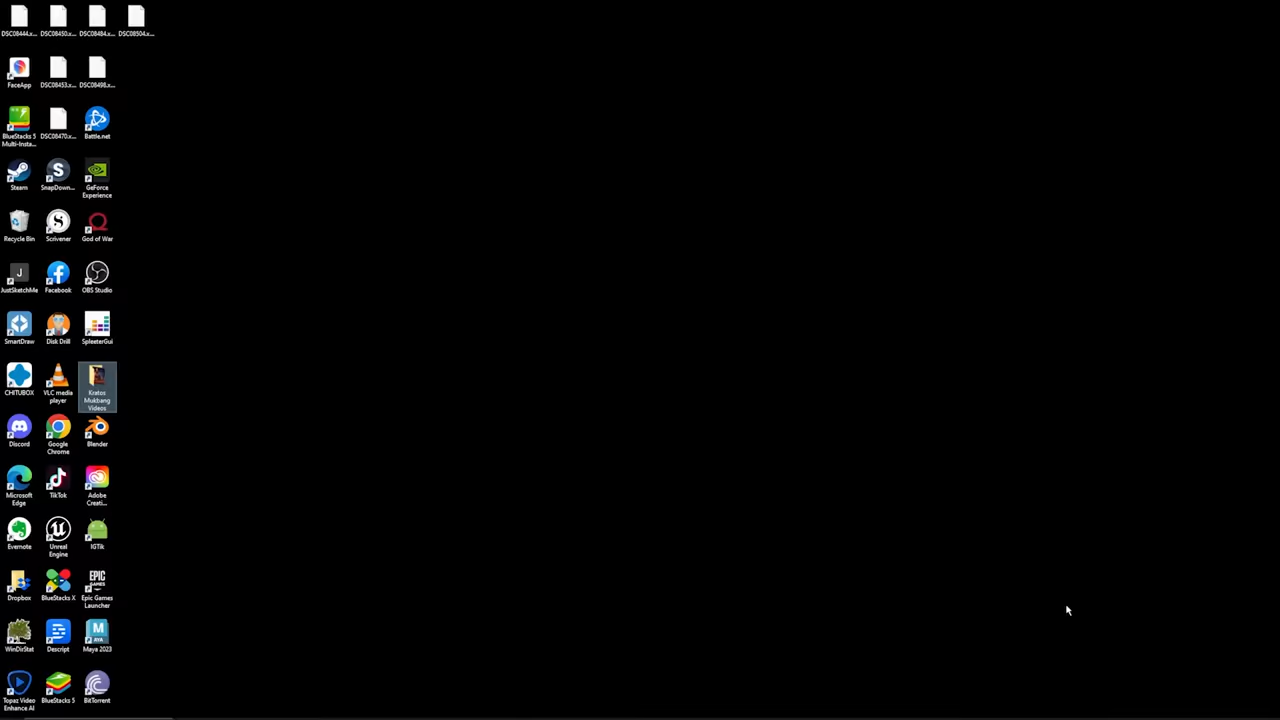 DSC08444.x...
DSC08450.x...
DSC08484.x...
DSC08504.x...
FaceApp
DSC08453.x...
DSC08498.x...
BlueStacks 5
Multi-Insta...
DSC08470.x...
Battle.net
Steam
SnapDown...
GeForce
Experience
Recycle Bin
Scrivener
God of War
JustSketchMe
Facebook
OBS Studio
SmartDraw
Disk Drill
SpleeterGui
CHITUBOX
VLC media
player
Kratos
Mukbang
Videos
Discord
Google
Chrome
Blender
Microsoft
Edge
TikTok
Adobe
Creati...
Evernote
Unreal
Engine
IGTik
Dropbox
BlueStacks X
EPIC
GAMES
Epic Games
Launcher
WinDirStat
Descript
Maya 2023
Topaz Video
Enhance AI
BlueStacks 5
BitTorrent